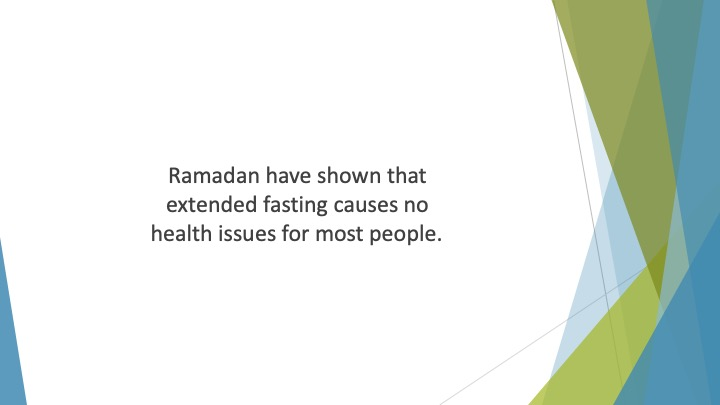 Ramadan have shown that
extended fasting causes no
health issues for most people.